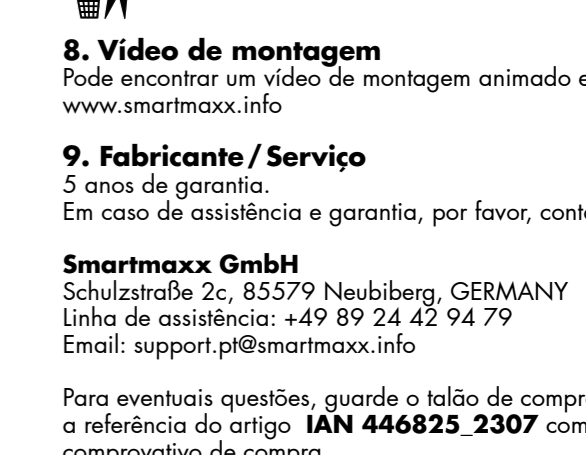 8. Vídeo de montagem
Pode encontrar um vídeo de montagem animado
www.smartmaxx.info
9. Fabricante / Serviço
5 anos de garantia.
Em caso de assistência e garantia, por favor,
Smartmaxx GmbH
Schulzstraße 2c, 85579 Neubiberg, GERMANY
Linha de assistência: +49 89 24 42 94 79
Email: support.pt@smartmaxx.info
Para eventuais questões, guarde o talão de
a referência do artigo IAN 446825_2307
comprovativo de compra